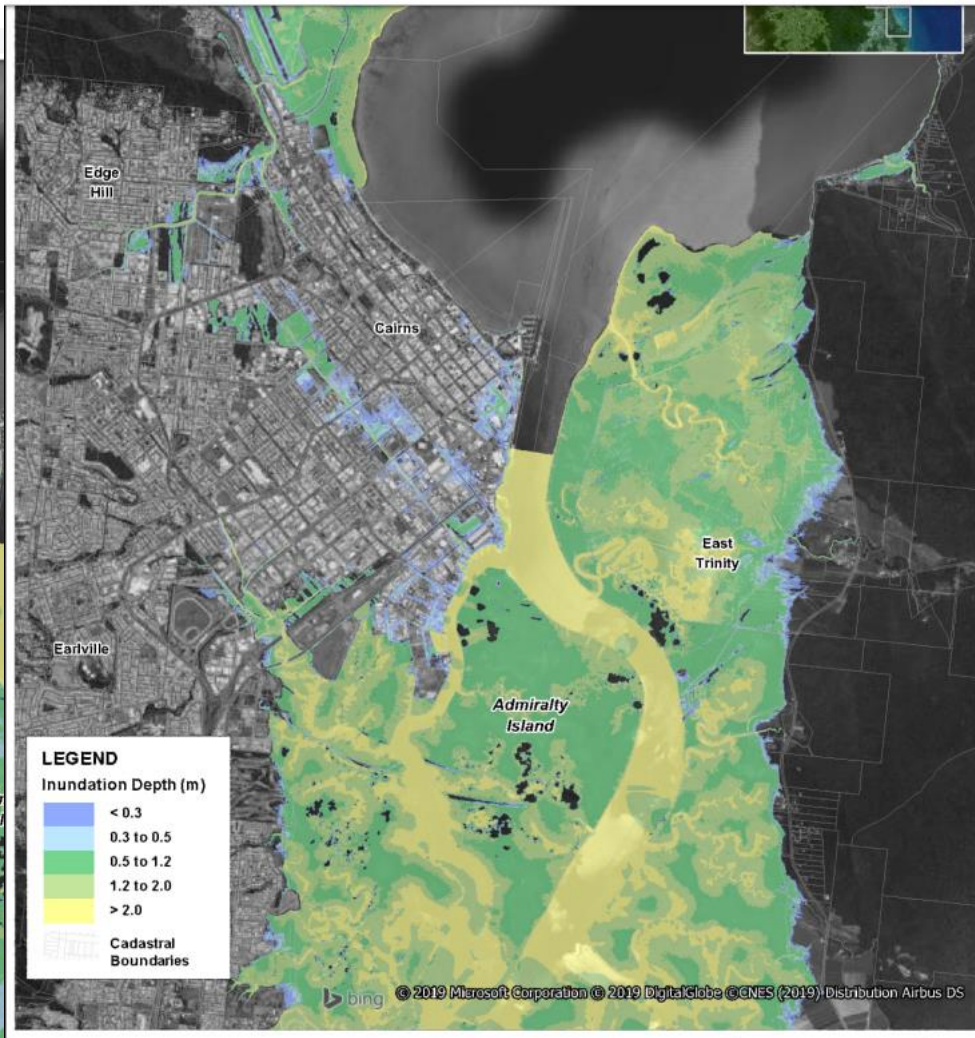 Edge
Hill
Cairns
East
Trinity
Earlville
Admiralty
Island
LEGEND
Inundation Depth (m)
< 0.3
0.3 to 0.5
0.5 to 1.2
1.2 to 2.0
> 2.0
Cadastral
Boundaries
bing © 2019 Microsoft Corporation © 2019 DigitalGlobe ©CNES (2019) Distribution Airbus DS